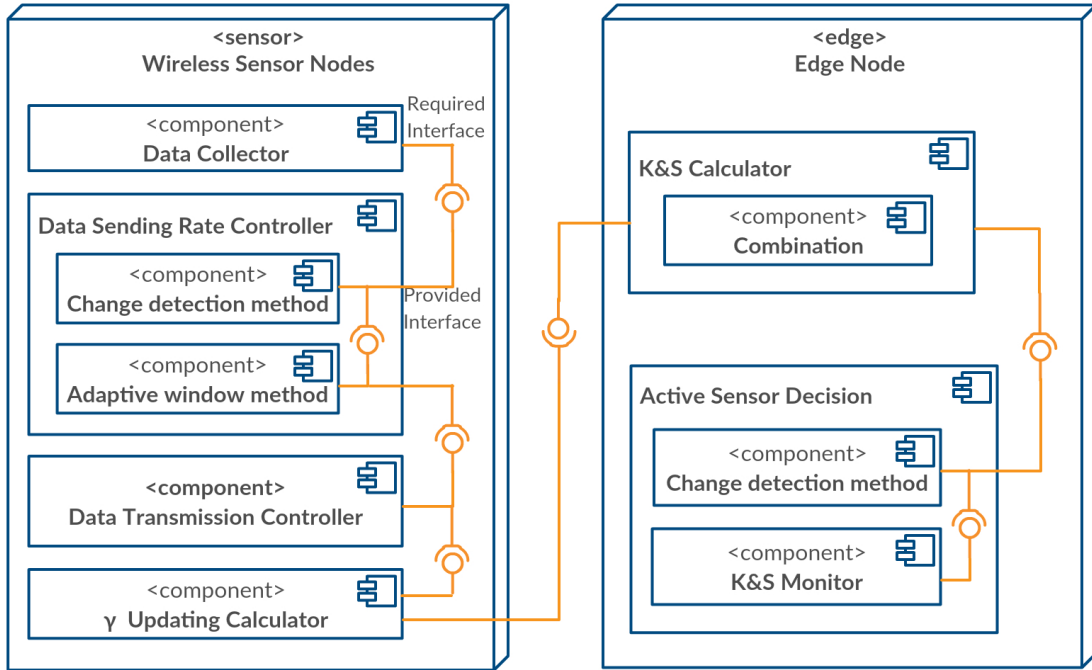 <sensor>
Wireless Sensor Nodes
<component>
Data Collector
Required
Interface
Data Sending Rate Controller
<component>
Change detection method
Provided
Interface
<component>
Adaptive window method
<component>
Data Transmission Controller
<component>
γ Updating Calculator
<edge>
Edge Node
K&S Calculator
<component>
Combination
Active Sensor Decision
<component>
Change detection method
<component>
K&S Monitor